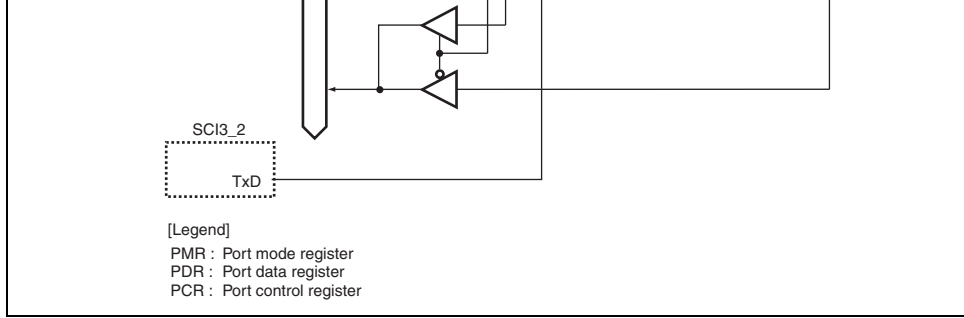 SCI3_2
TxD
[Legend]
PMR : Port mode register
PDR : Port data register
PCR : Port control register